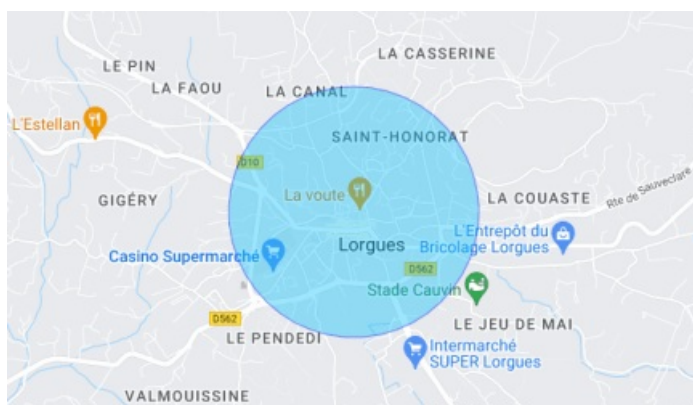 LA CASSERINE
LE PIN
LA FAOU
LA CANAL
L'Estellan
SAINT-HONORAT
D10
La voute
GIGÉRY
LA COUASTE
Rte de Sauveclare
L'Entrepôt du
Bricolage Lorgues
Lorgues
Casino Supermarché
D562
Stade Cauvin
D562
LE JEU DE MAI
LE PENDEDI
Intermarché
SUPER Lorgues
VALMOUISSINE